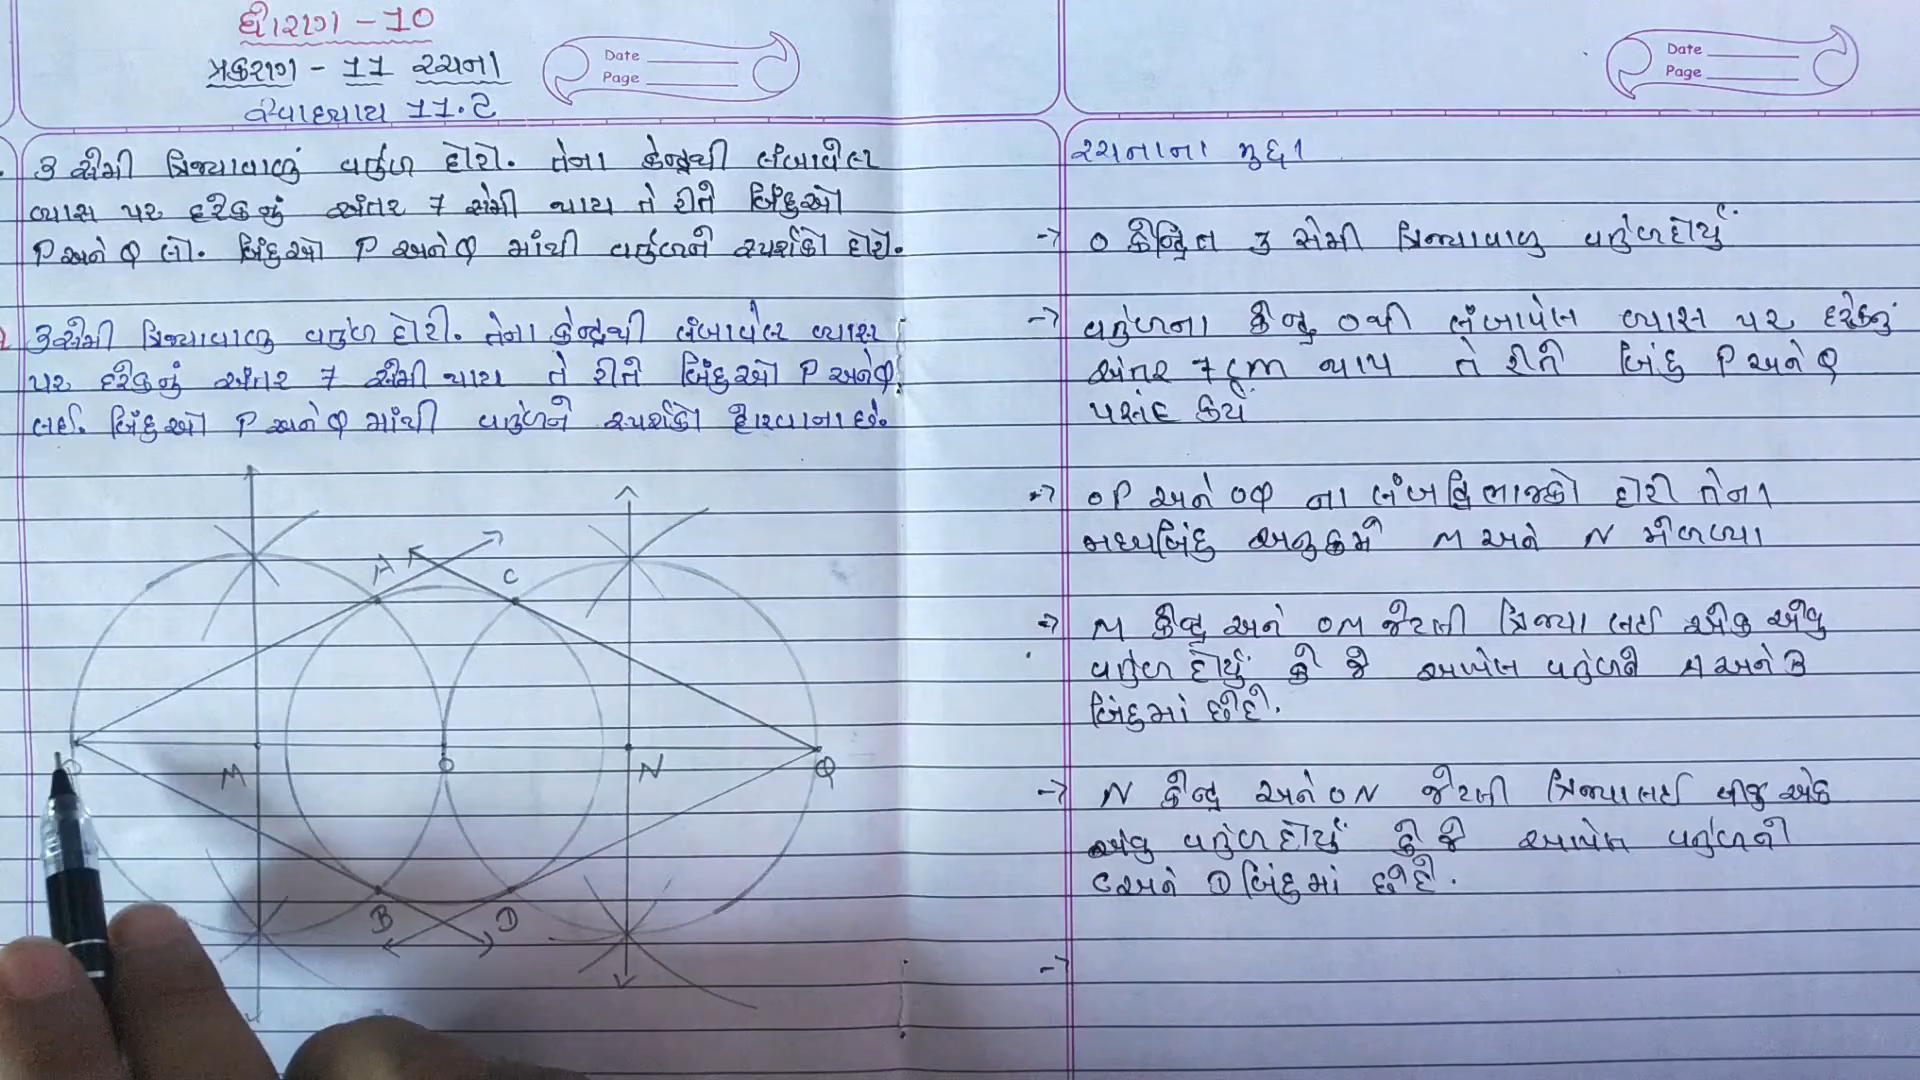 ધોરણ - 10
પ્રકરણ - 11 રચના
સ્વાધ્યાય 11.2
Date
Page
3 સેમી ત્રિજ્યાવાળું વર્તુળ દોરો. તેના કેન્દ્રથી લંબાવેલ
વ્યાસ પર દરેકનું અંતર 7 સેમી થાય તે રીતે બિંદુઓ
P અને Q લો. બિંદુઓ P અને Q માંથી વર્તુળને સ્પર્શકો દોરો.
3 સેમી ત્રિજ્યાવાળુ વર્તુળ દોરી. તેના કેન્દ્રથી લંબાવેલ વ્યાસ
પર દરેકનું અંતર 7 સેમી થાય તે રીતે બિંદુઓ P અને Q
લઈ. બિંદુઓ P અને Q માંથી વર્તુળને સ્પર્શકો દોરવાના છે.
A
C
P
M
O
N
Q
B
D
Date
Page
રચનાના મુદ્દા
→ O કેન્દ્રિત 3 સેમી ત્રિજ્યાવાળુ વર્તુળ દોર્યું.
→ વર્તુળના કેન્દ્ર O થી લંબાવેલ વ્યાસ પર દરેકનું
અંતર 7 cm થાય તે રીતે બિંદુ P અને Q
પસંદ કર્યા
→ OP અને OQ ના લંબદ્વિભાજકો દોરી તેના
મધ્યબિંદુ અનુક્રમે M અને N મેળવ્યા
→ M કેન્દ્ર અને OM જેટલી ત્રિજ્યા લઈ એક એવુ
વર્તુળ દોર્યું કે જે આપેલ વર્તુળને A અને B
બિંદુમાં છેદે.
→ N કેન્દ્ર અને ON જેટલી ત્રિજ્યા લઈ બીજુ એક
એવુ વર્તુળ દોર્યું કે જે આપેલ વર્તુળને
C અને D બિંદુમાં છેદે.
→